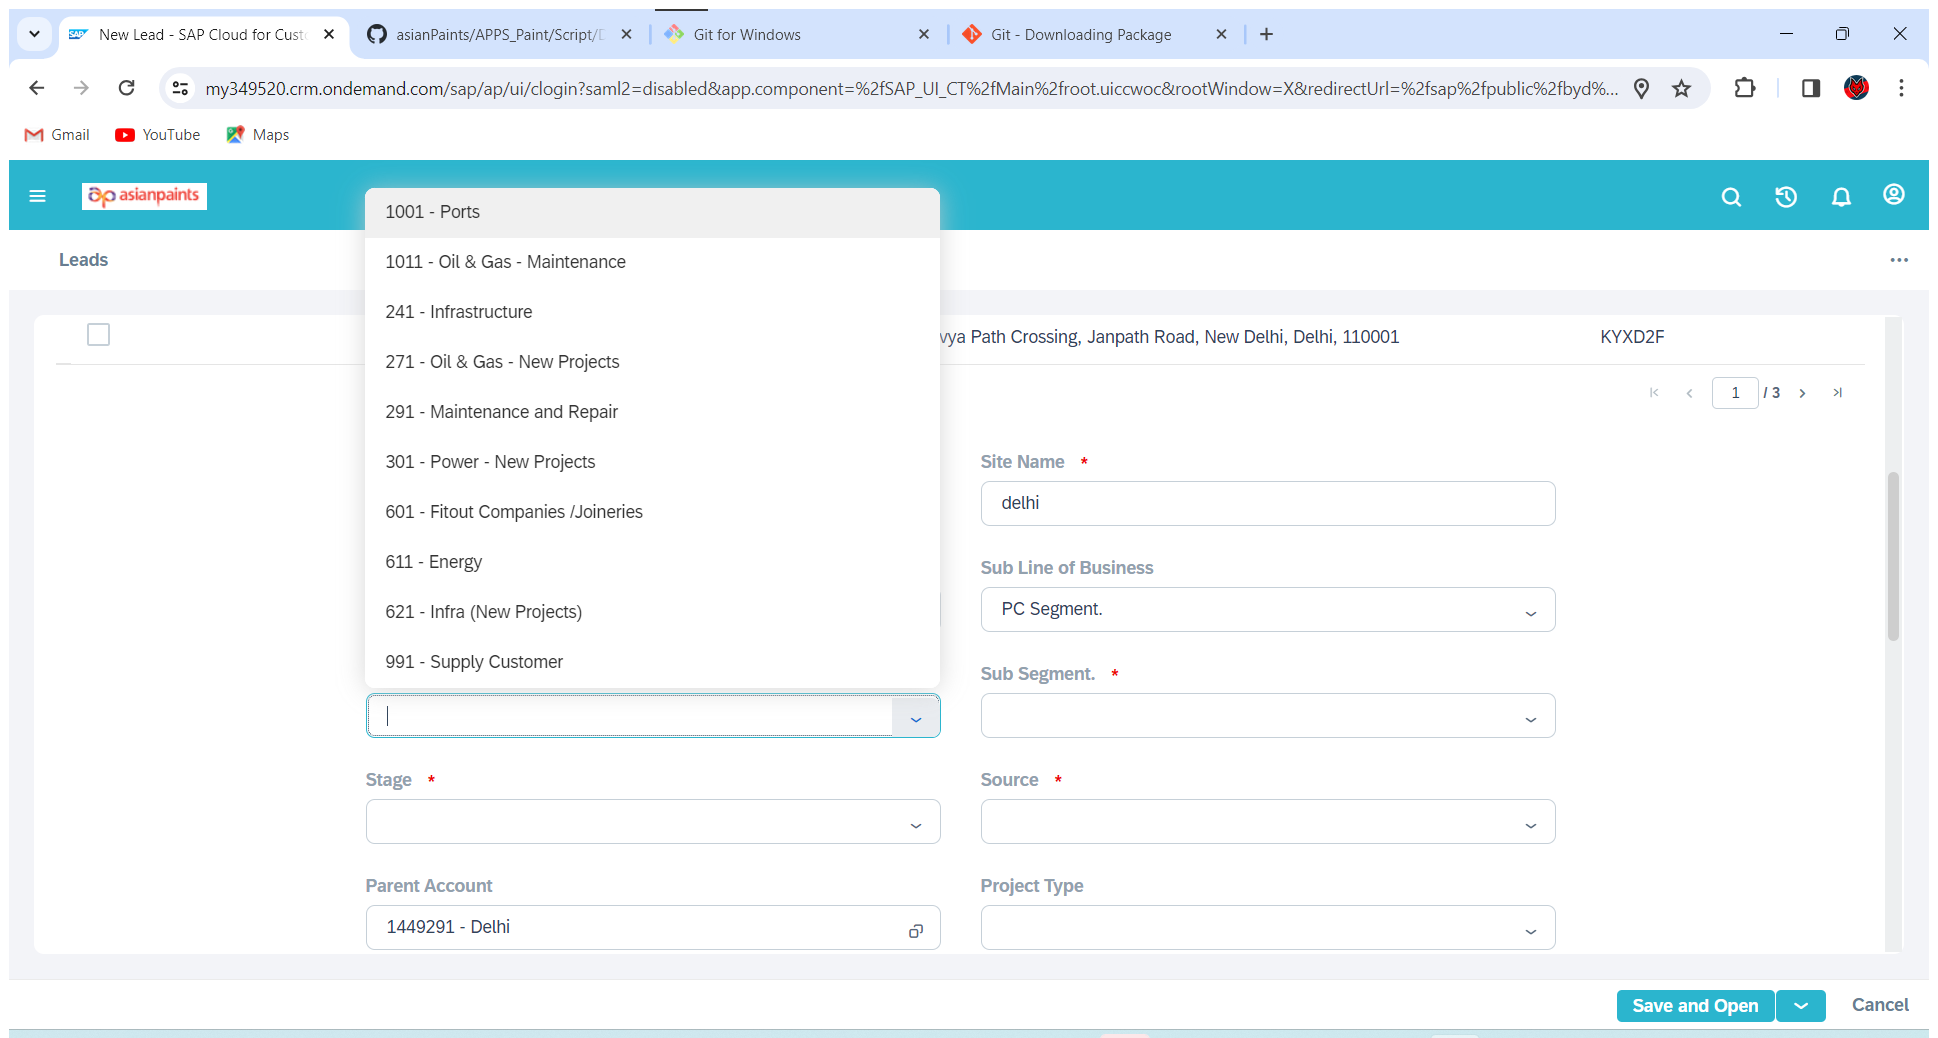 New Lead - SAP Cloud for Cust
asianPaints/APPS_Paint/Script/D
Git for Windows
Git - Downloading Package
my349520.crm.ondemand.com/sap/ap/ui/clogin?saml2=disabled&app.component=%2fSAP_UI_CT%2fMain%2froot.uiccwoc&rootWindow=X&redirectUrl=%2fsap%2fpublic%2fbyd%...
Gmail
YouTube
Maps
ap asianpaints
Leads
1001 - Ports
1011 - Oil & Gas - Maintenance
241 - Infrastructure
271 - Oil & Gas - New Projects
291 - Maintenance and Repair
301 - Power - New Projects
601 - Fitout Companies /Joineries
611 - Energy
621 - Infra (New Projects)
991 - Supply Customer
vya Path Crossing, Janpath Road, New Delhi, Delhi, 110001
KYXD2F
1 / 3
Site Name *
delhi
Sub Line of Business
PC Segment.
Sub Segment. *
Stage *
Source *
Parent Account
1449291 - Delhi
Project Type
Save and Open
Cancel